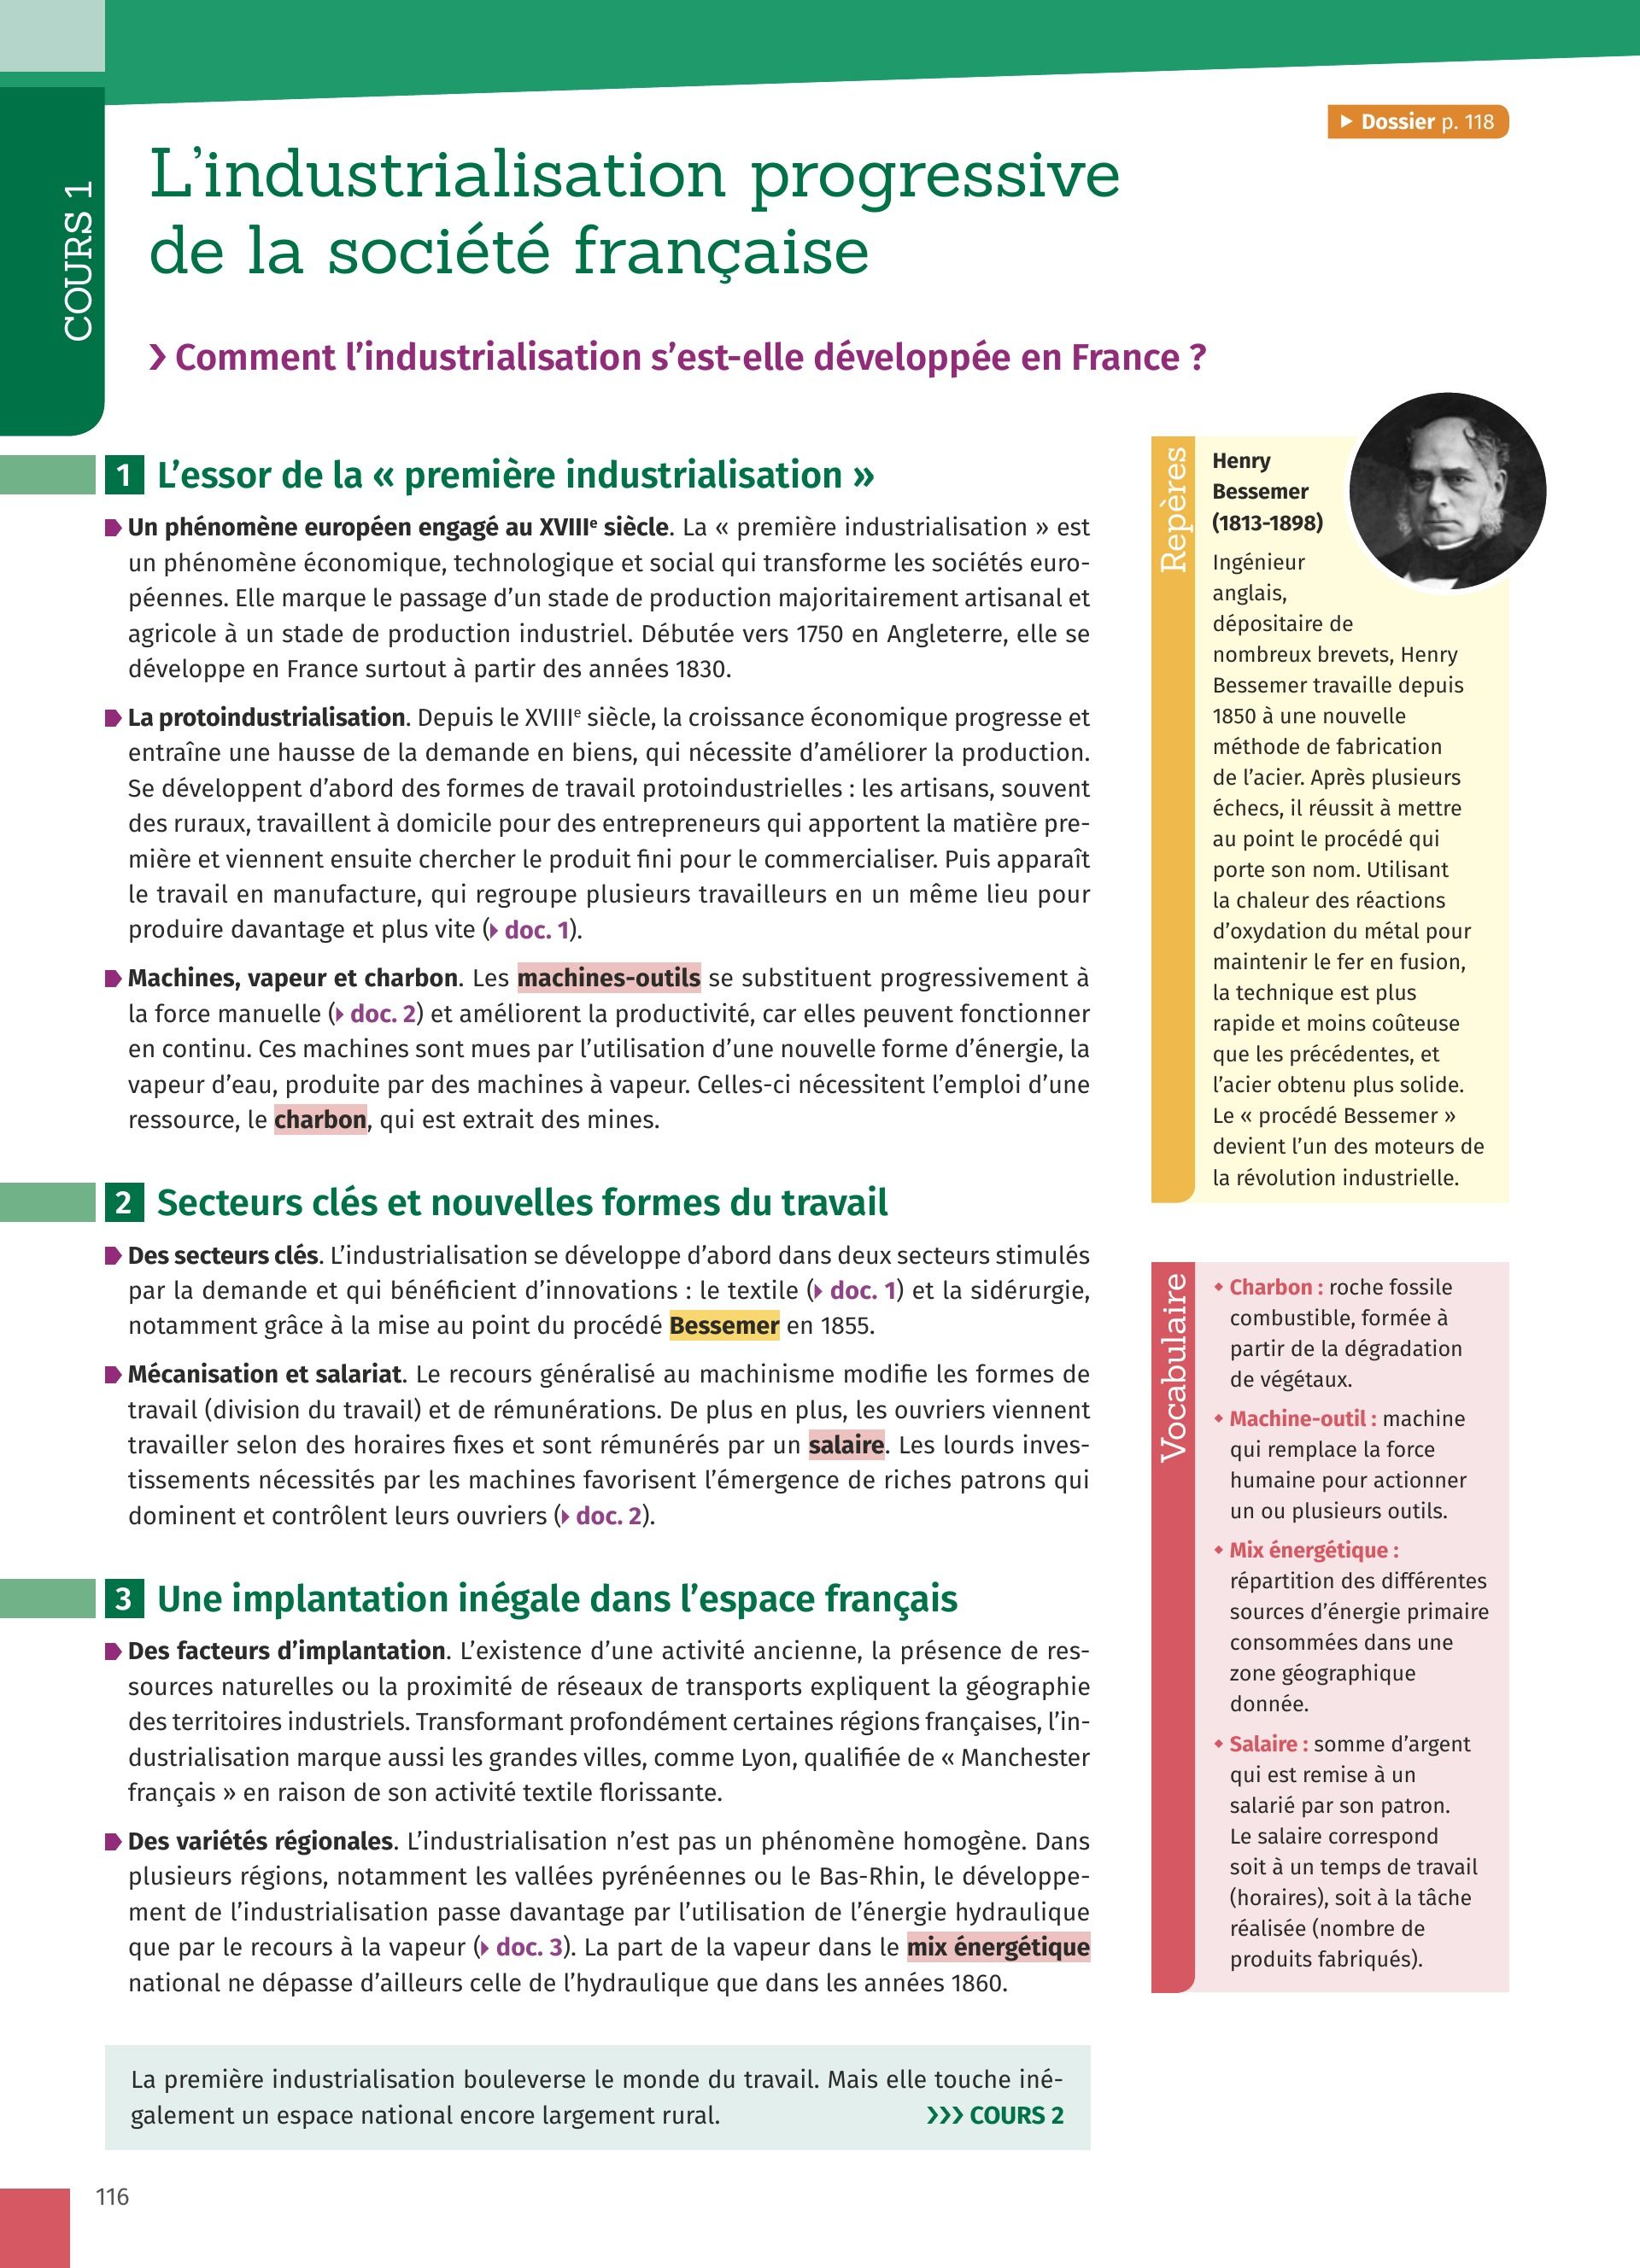 Dossier p. 118
COURS 1
L’industrialisation progressive
de la société française
Comment l’industrialisation s’est-elle développée en France ?
1 L’essor de la « première industrialisation »
Un phénomène européen engagé au XVIIIe siècle. La « première industrialisation » est
un phénomène économique, technologique et social qui transforme les sociétés euro-
péennes. Elle marque le passage d’un stade de production majoritairement artisanal et
agricole à un stade de production industriel. Débutée vers 1750 en Angleterre, elle se
développe en France surtout à partir des années 1830.
La protoindustrialisation. Depuis le XVIIIe siècle, la croissance économique progresse et
entraîne une hausse de la demande en biens, qui nécessite d’améliorer la production.
Se développent d’abord des formes de travail protoindustrielles : les artisans, souvent
des ruraux, travaillent à domicile pour des entrepreneurs qui apportent la matière pre-
mière et viennent ensuite chercher le produit fini pour le commercialiser. Puis apparaît
le travail en manufacture, qui regroupe plusieurs travailleurs en un même lieu pour
produire davantage et plus vite (doc. 1).
Machines, vapeur et charbon. Les machines-outils se substituent progressivement à
la force manuelle (doc. 2) et améliorent la productivité, car elles peuvent fonctionner
en continu. Ces machines sont mues par l’utilisation d’une nouvelle forme d’énergie, la
vapeur d’eau, produite par des machines à vapeur. Celles-ci nécessitent l’emploi d’une
ressource, le charbon, qui est extrait des mines.
2 Secteurs clés et nouvelles formes du travail
Des secteurs clés. L’industrialisation se développe d’abord dans deux secteurs stimulés
par la demande et qui bénéficient d’innovations : le textile (doc. 1) et la sidérurgie,
notamment grâce à la mise au point du procédé Bessemer en 1855.
Mécanisation et salariat. Le recours généralisé au machinisme modifie les formes de
travail (division du travail) et de rémunérations. De plus en plus, les ouvriers viennent
travailler selon des horaires fixes et sont rémunérés par un salaire. Les lourds inves-
tissements nécessités par les machines favorisent l’émergence de riches patrons qui
dominent et contrôlent leurs ouvriers (doc. 2).
3 Une implantation inégale dans l’espace français
Des facteurs d’implantation. L’existence d’une activité ancienne, la présence de res-
sources naturelles ou la proximité de réseaux de transports expliquent la géographie
des territoires industriels. Transformant profondément certaines régions françaises, l’in-
dustrialisation marque aussi les grandes villes, comme Lyon, qualifiée de « Manchester
français » en raison de son activité textile florissante.
Des variétés régionales. L’industrialisation n’est pas un phénomène homogène. Dans
plusieurs régions, notamment les vallées pyrénéennes ou le Bas-Rhin, le développe-
ment de l’industrialisation passe davantage par l’utilisation de l’énergie hydraulique
que par le recours à la vapeur (doc. 3). La part de la vapeur dans le mix énergétique
national ne dépasse d’ailleurs celle de l’hydraulique que dans les années 1860.
La première industrialisation bouleverse le monde du travail. Mais elle touche iné-
galement un espace national encore largement rural. COURS 2
Repères
Henry
Bessemer
(1813-1898)
Ingénieur
anglais,
dépositaire de
nombreux brevets, Henry
Bessemer travaille depuis
1850 à une nouvelle
méthode de fabrication
de l’acier. Après plusieurs
échecs, il réussit à mettre
au point le procédé qui
porte son nom. Utilisant
la chaleur des réactions
d’oxydation du métal pour
maintenir le fer en fusion,
la technique est plus
rapide et moins coûteuse
que les précédentes, et
l’acier obtenu plus solide.
Le « procédé Bessemer »
devient l’un des moteurs de
la révolution industrielle.
Vocabulaire
Charbon : roche fossile
combustible, formée à
partir de la dégradation
de végétaux.
Machine-outil : machine
qui remplace la force
humaine pour actionner
un ou plusieurs outils.
Mix énergétique :
répartition des différentes
sources d’énergie primaire
consommées dans une
zone géographique
donnée.
Salaire : somme d’argent
qui est remise à un
salarié par son patron.
Le salaire correspond
soit à un temps de travail
(horaires), soit à la tâche
réalisée (nombre de
produits fabriqués).
116